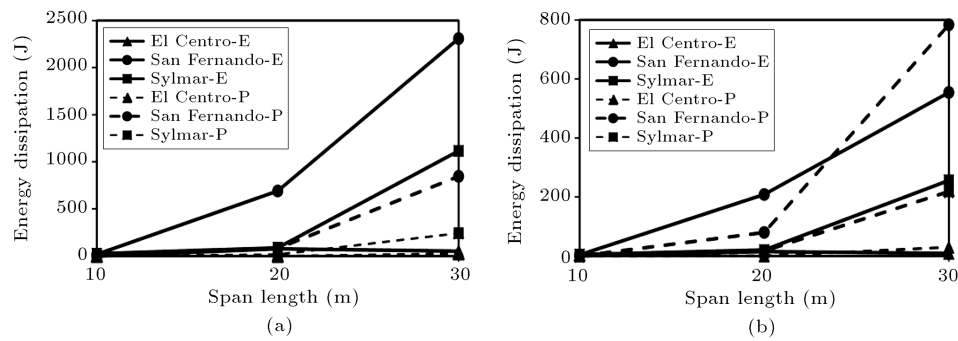 2500
2000
1500
1000
500
0
Energy dissipation (J)
El Centro-E
San Fernando-E
Sylmar-E
El Centro-P
San Fernando-P
Sylmar-P
10 20 30
Span length (m)
(a)
800
600
400
200
0
Energy dissipation (J)
El Centro-E
San Fernando-E
Sylmar-E
El Centro-P
San Fernando-P
Sylmar-P
10 20 30
Span length (m)
(b)